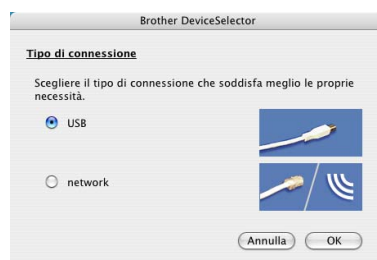 Brother DeviceSelector
Tipo di connessione
Scegliere il tipo di connessione che soddisfa meglio le proprie
necessità.
USB
network
Annulla OK